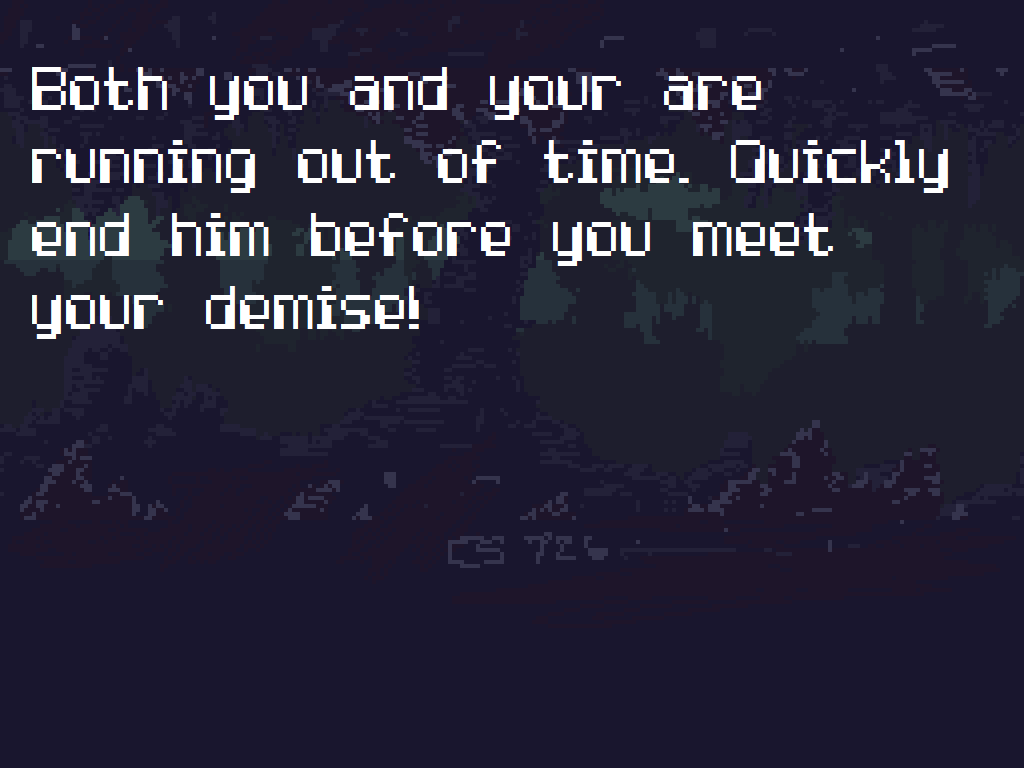 Both you and your are
running out of time. Quickly
end him before you meet
your demise!